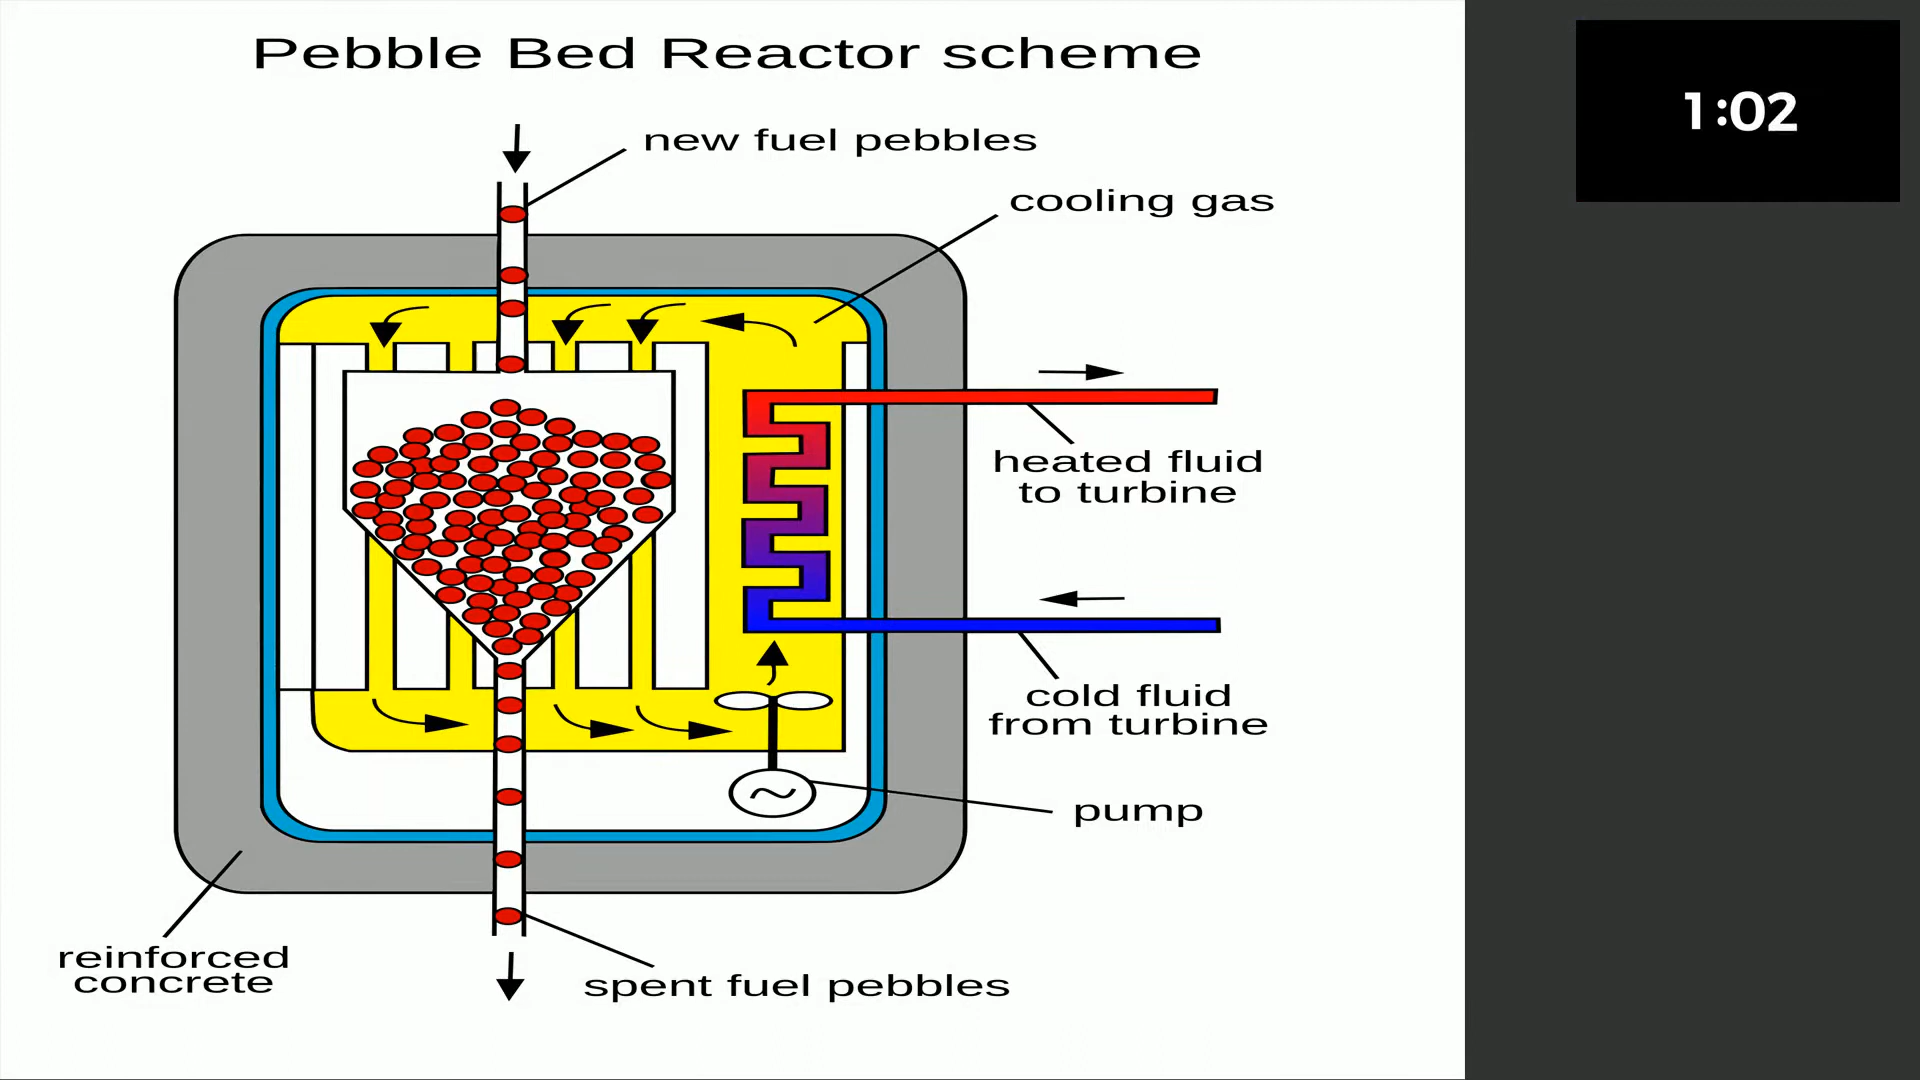 Pebble Bed Reactor scheme
1:02
new fuel pebbles
cooling gas
heated fluid
to turbine
cold fluid
from turbine
pump
reinforced
concrete
spent fuel pebbles